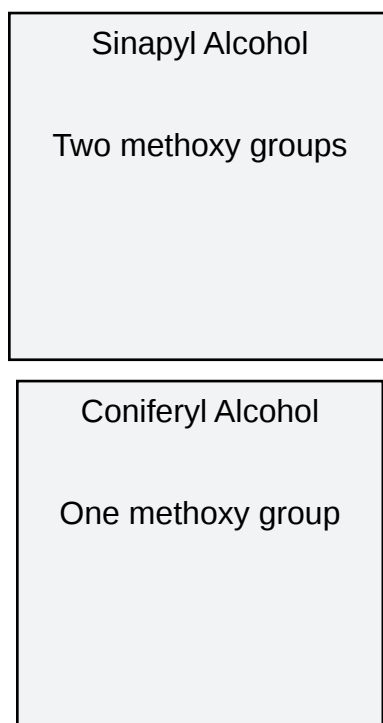 Sinapyl Alcohol
Two methoxy groups
Coniferyl Alcohol
One methoxy group